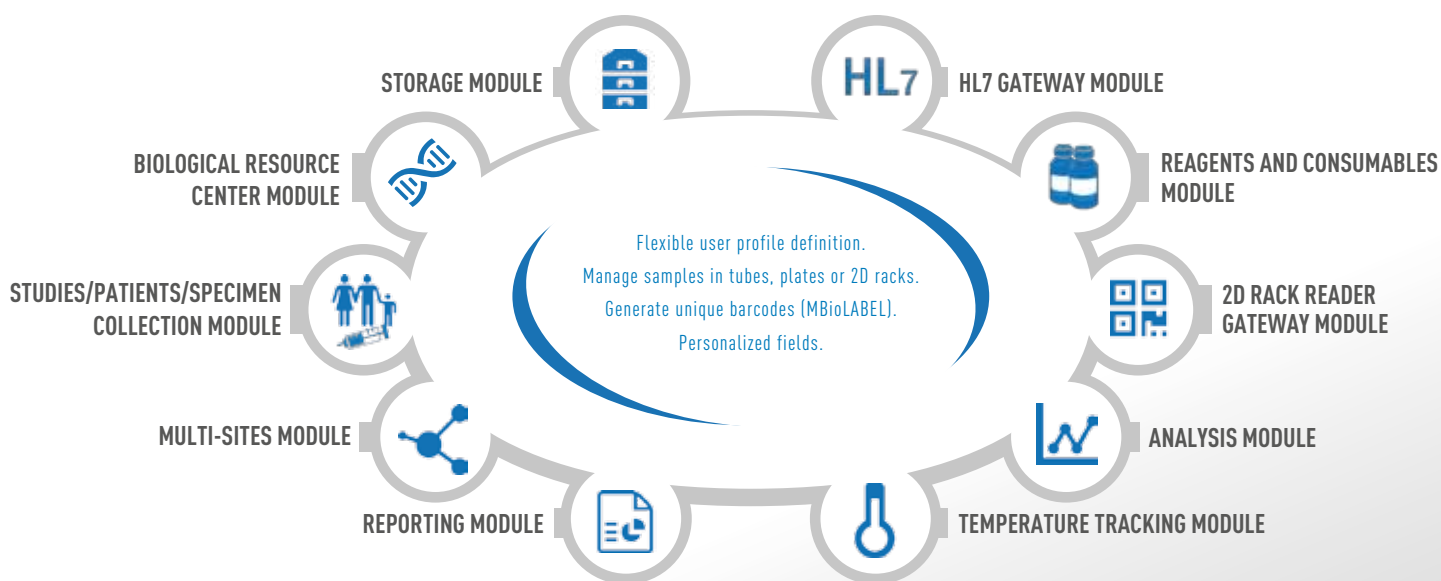 STORAGE MODULE
HL7
HL7 GATEWAY MODULE
BIOLOGICAL RESOURCE
CENTER MODULE
REAGENTS AND CONSUMABLES
MODULE
Flexible user profile definition.
Manage samples in tubes, plates or 2D racks.
Generate unique barcodes (MBioLABEL).
Personalized fields.
STUDIES/PATIENTS/SPECIMEN
COLLECTION MODULE
2D RACK READER
GATEWAY MODULE
MULTI-SITES MODULE
ANALYSIS MODULE
REPORTING MODULE
TEMPERATURE TRACKING MODULE